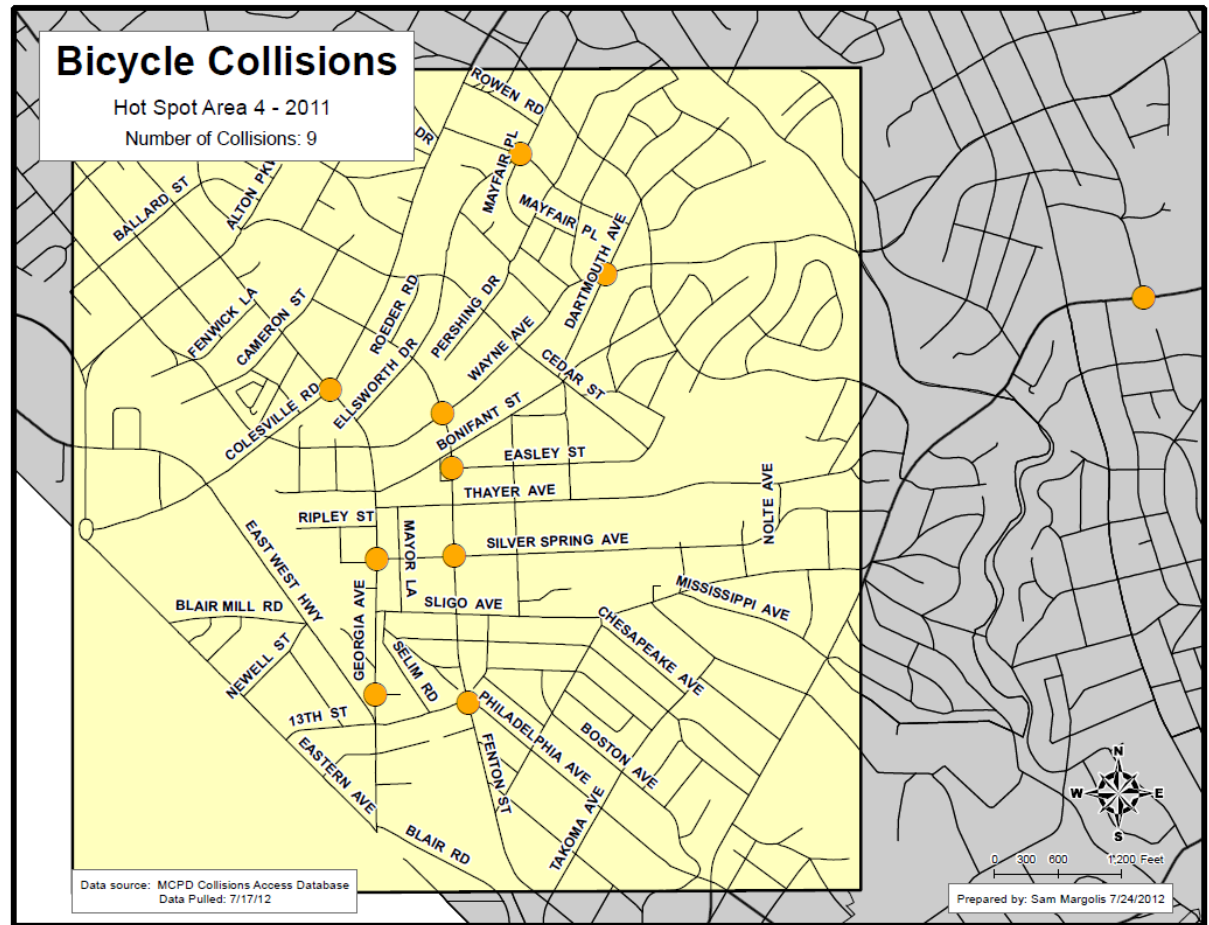 Bicycle Collisions
Hot Spot Area 4 - 2011
Number of Collisions: 9
ROWEN RD
DR
MAYFAIR PL
ALTON PKW
BALLARD ST
MAYFAIR PL
DARTMOUTH AVE
ROEDER RD
PERSHING DR
FENWICK LA
CAMERON ST
WAYNE AVE
ELLSWORTH DR
CEDAR ST
COLESVILLE RD
BONIFANT ST
EASLEY ST
THAYER AVE
NOLTE AVE
RIPLEY ST
MAYOR LA
SILVER SPRING AVE
EAST WEST HWY
MISSISSIPPI AVE
BLAIR MILL RD
SLIGO AVE
GEORGIA AVE
CHESAPEAKE AVE
NEWELL ST
SELIM RD
13TH ST
PHILADELPHIA AVE
BOSTON AVE
EASTERN AVE
FENTON ST
TAKOMA AVE
BLAIR RD
N
W E
S
0 300 600 1,200 Feet
Data source: MCPD Collisions Access Database
Data Pulled: 7/17/12
Prepared by: Sam Margolis 7/24/2012